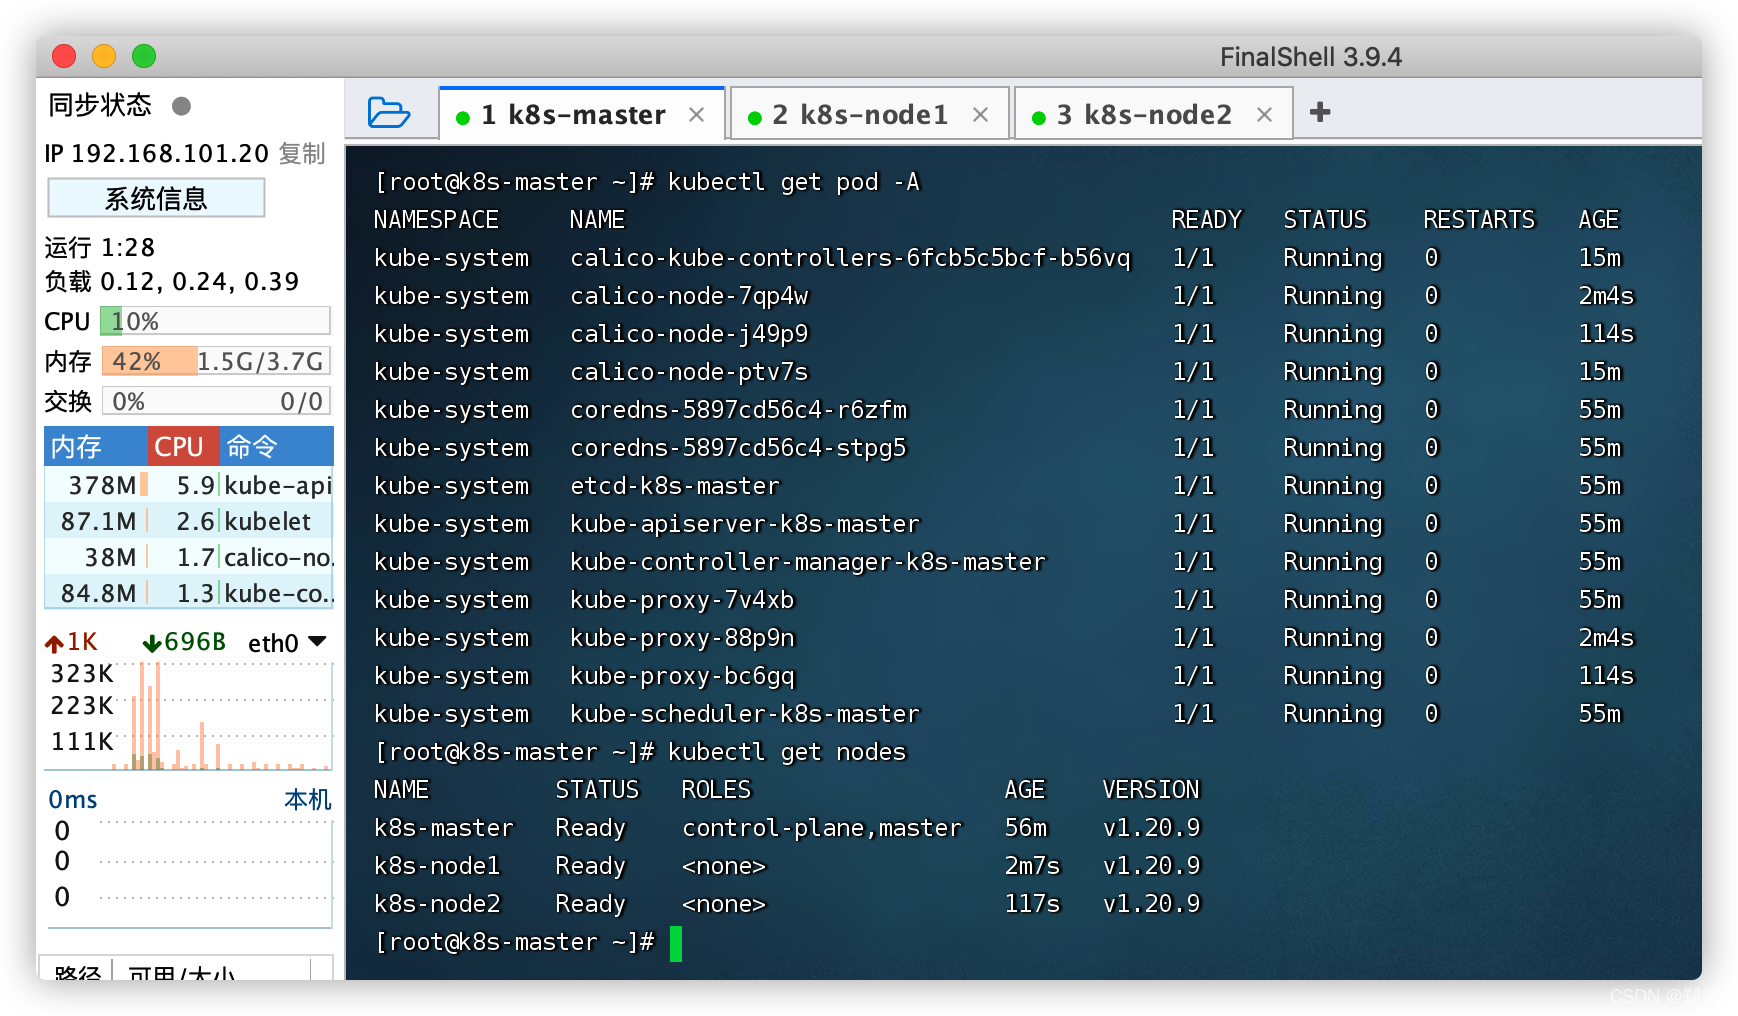 FinalShell 3.9.4
同步状态
IP 192.168.101.20 复制
系统信息
运行 1:28
负载 0.12, 0.24, 0.39
CPU 10%
内存 42% 1.5G/3.7G
交换 0% 0/0
内存 CPU 命令
378M 5.9 kube-api
87.1M 2.6 kubelet
38M 1.7 calico-no.
84.8M 1.3 kube-co..
1K 696B eth0
323K
223K
111K
0ms 本机
0
0
0
路径 可用/大小
1 k8s-master × 2 k8s-node1 × 3 k8s-node2 × +
[root@k8s-master ~]# kubectl get pod -A
NAMESPACE NAME READY STATUS RESTARTS AGE
kube-system calico-kube-controllers-6fcb5c5bcf-b56vq 1/1 Running 0 15m
kube-system calico-node-7qp4w 1/1 Running 0 2m4s
kube-system calico-node-j49p9 1/1 Running 0 114s
kube-system calico-node-ptv7s 1/1 Running 0 15m
kube-system coredns-5897cd56c4-r6zfm 1/1 Running 0 55m
kube-system coredns-5897cd56c4-stpg5 1/1 Running 0 55m
kube-system etcd-k8s-master 1/1 Running 0 55m
kube-system kube-apiserver-k8s-master 1/1 Running 0 55m
kube-system kube-controller-manager-k8s-master 1/1 Running 0 55m
kube-system kube-proxy-7v4xb 1/1 Running 0 55m
kube-system kube-proxy-88p9n 1/1 Running 0 2m4s
kube-system kube-proxy-bc6gq 1/1 Running 0 114s
kube-system kube-scheduler-k8s-master 1/1 Running 0 55m
[root@k8s-master ~]# kubectl get nodes
NAME STATUS ROLES AGE VERSION
k8s-master Ready control-plane,master 56m v1.20.9
k8s-node1 Ready <none> 2m7s v1.20.9
k8s-node2 Ready <none> 117s v1.20.9
[root@k8s-master ~]#
CSDN